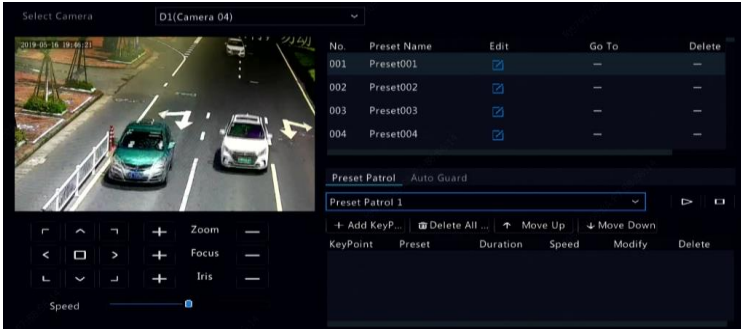 Select Camera D1(Camera 04)
2019-05-16 19:46:21
No. Preset Name Edit Go To Delete
001 Preset001
002 Preset002
003 Preset003
004 Preset004
Preset Patrol Auto Guard
Preset Patrol 1
+ Add KeyP... Delete All ... ↑ Move Up ↓ Move Down
KeyPoint Preset Duration Speed Modify Delete
+ Zoom —
+ Focus —
+ Iris —
Speed